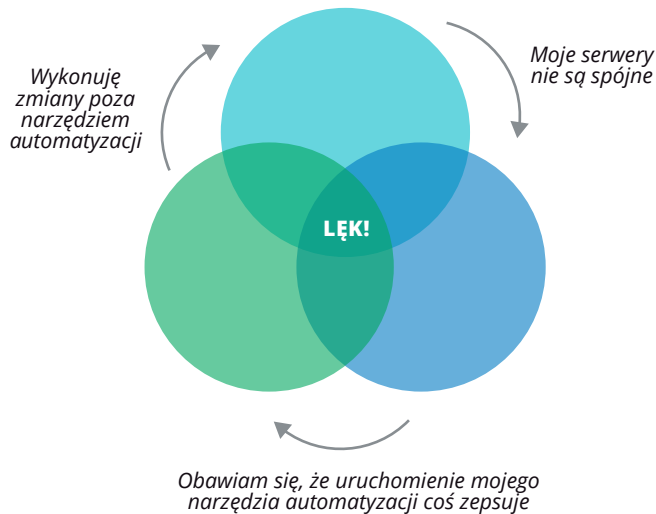 Moje serwery
nie są spójne
Wykonuję
zmiany poza
narzędziem
automatyzacji
LĘK!
Obawiam się, że uruchomienie mojego
narzędzia automatyzacji coś zepsuje